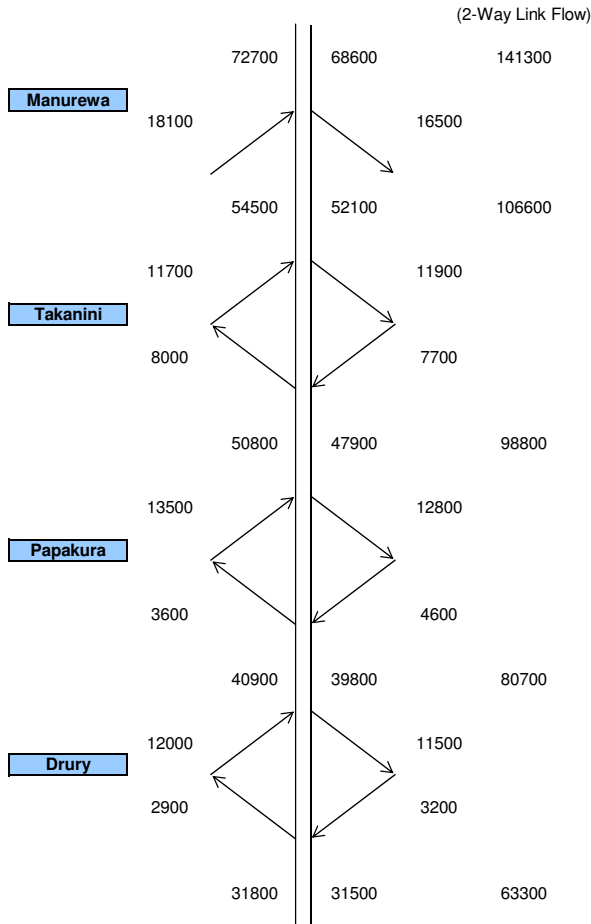 (2-Way Link Flow)
72700 68600 141300
Manurewa
18100 16500
54500 52100 106600
11700 11900
Takanini
8000 7700
50800 47900 98800
13500 12800
Papakura
3600 4600
40900 39800 80700
12000 11500
Drury
2900 3200
31800 31500 63300